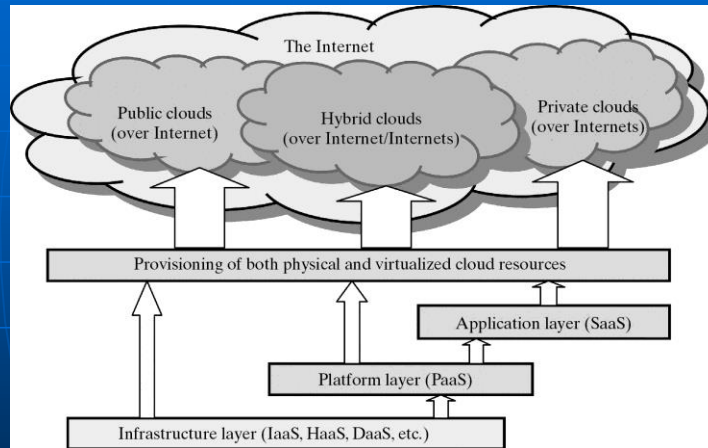 The Internet
Public clouds
(over Internet)
Hybrid clouds
(over Internet/Internets)
Private clouds
(over Internets)
Provisioning of both physical and virtualized cloud resources
Application layer (SaaS)
Platform layer (PaaS)
Infrastructure layer (IaaS, HaaS, DaaS, etc.)